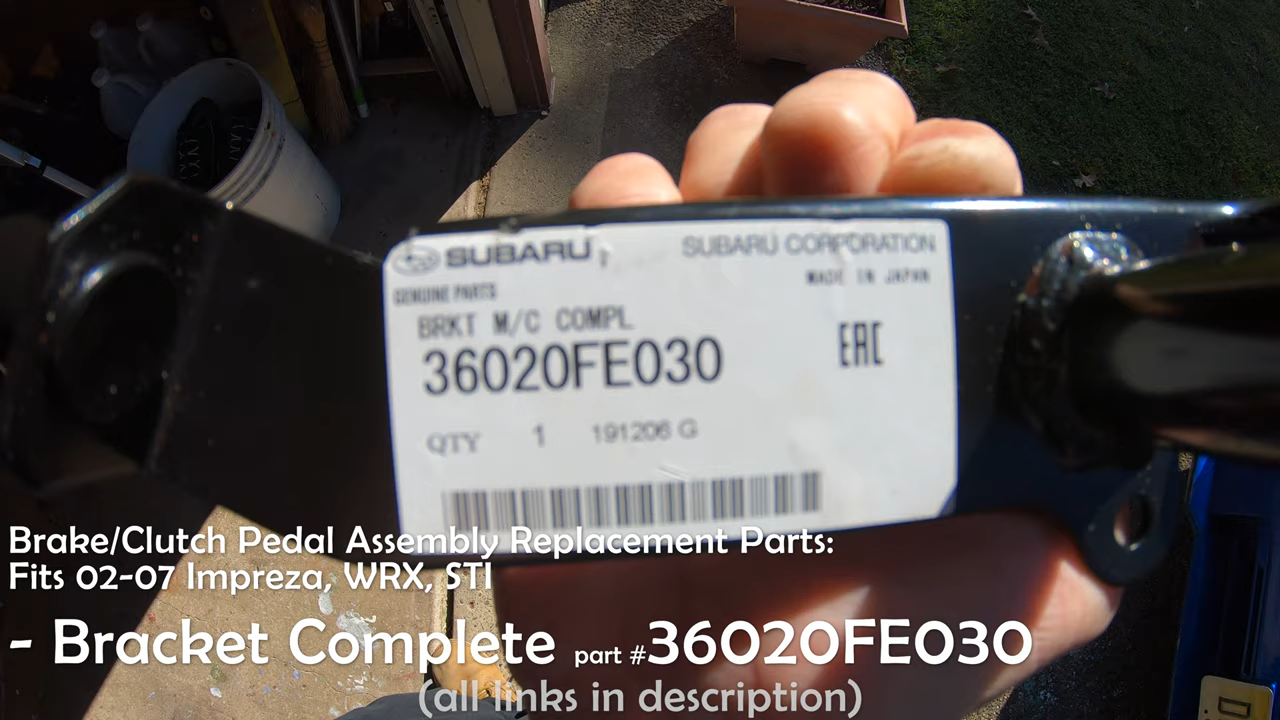 SUBARU
SUBARU CORPORATION
GENUINE PARTS
MADE IN JAPAN
BRKT M/C COMPL
36020FE030
EAC
QTY 1 191206 G
Brake/Clutch Pedal Assembly Replacement Parts:
Fits 02-07 Impreza, WRX, STI
- Bracket Complete part #36020FE030
(all links in description)